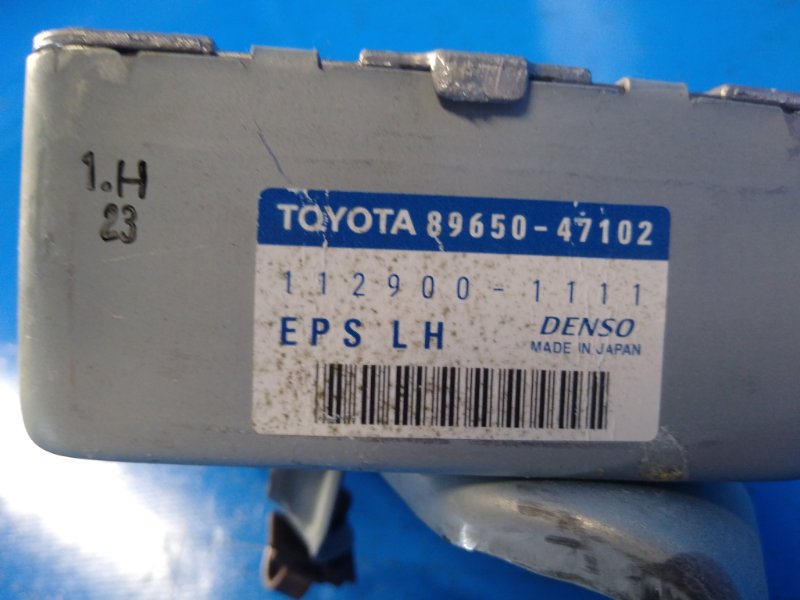 1.H
23
TOYOTA 89650-47102
112900-1111
EPS LH DENSO
MADE IN JAPAN